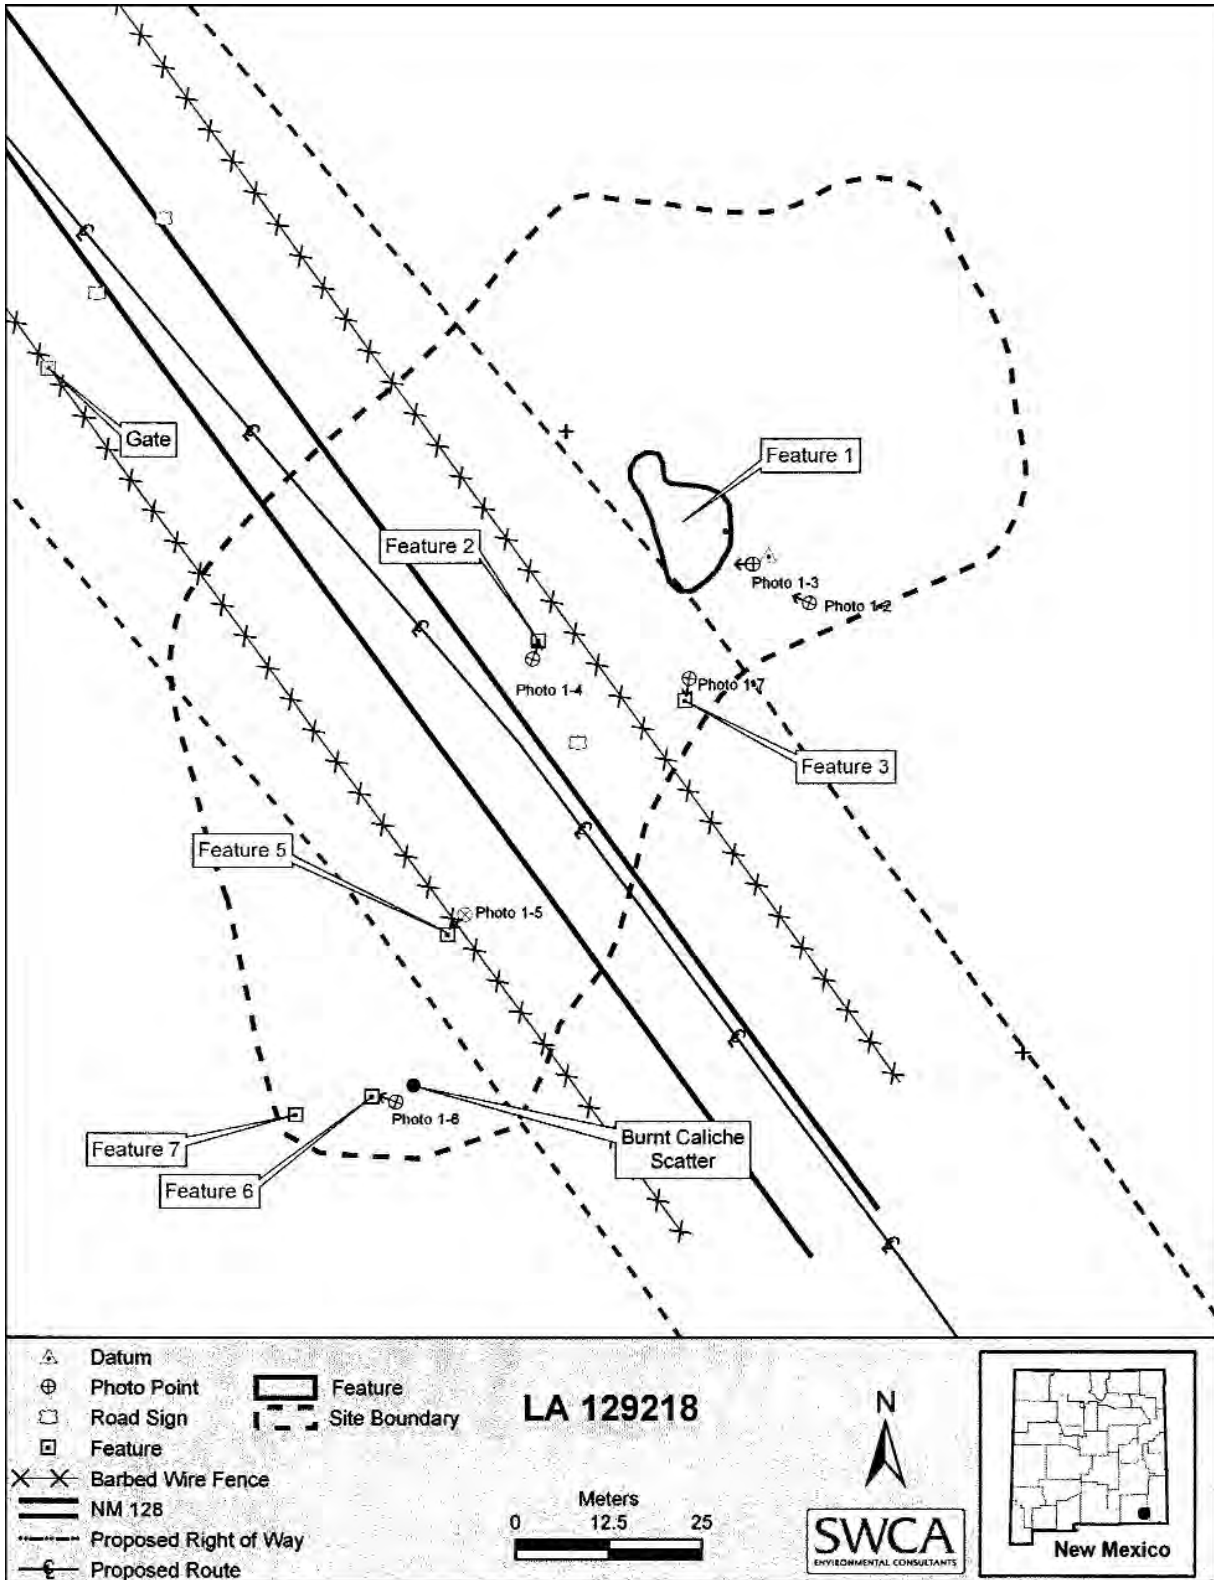 Gate
Feature 1
Feature 2
Photo 1-3
Photo 1-2
Photo 1-4
Photo 1-7
Feature 3
Feature 5
Photo 1-5
Photo 1-6
Feature 7
Feature 6
Burnt Caliche
Scatter
Datum
Photo Point
Road Sign
Feature
Barbed Wire Fence
NM 128
Proposed Right of Way
Proposed Route
Feature
Site Boundary
LA 129218
Meters
0 12.5 25
N
SWCA
ENVIRONMENTAL CONSULTANTS
New Mexico